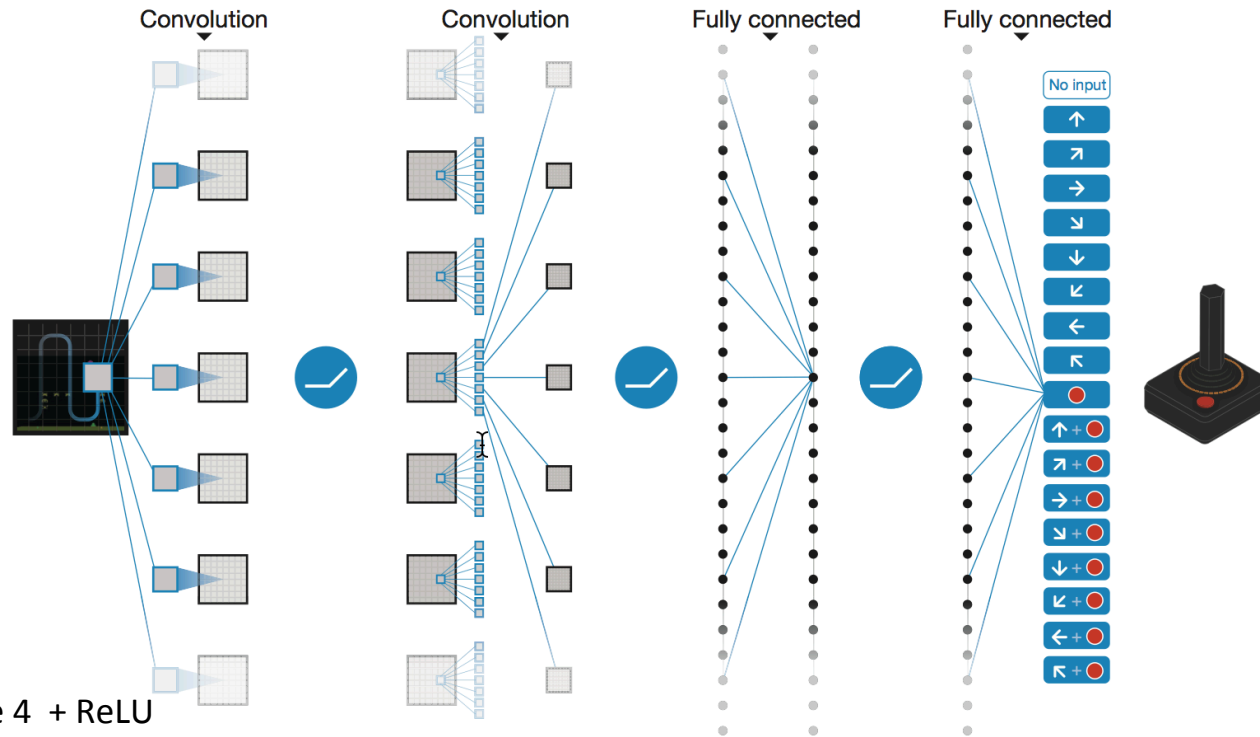 Convolution
Convolution
Fully connected
Fully connected
No input
+
+
+
+
+
+
+
+
e 4 + ReLU